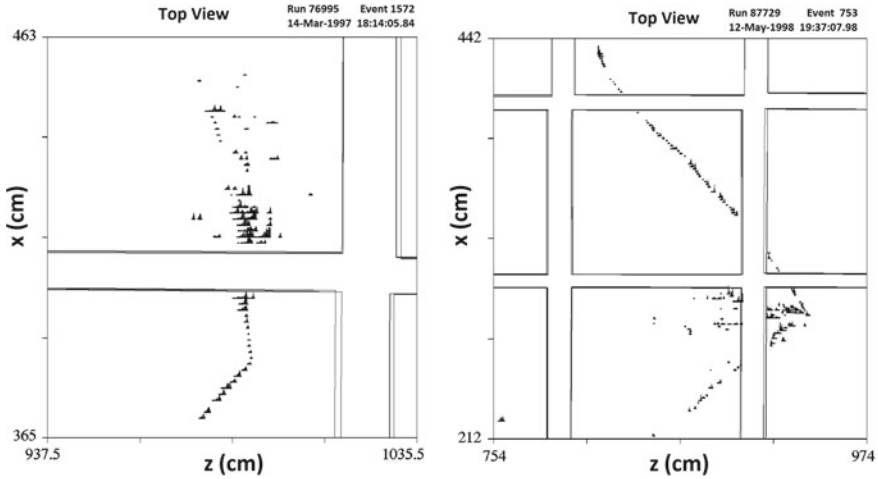 Top View
Run 76995 Event 1572
14-Mar-1997 18:14:05.84
463
x (cm)
365
937.5
z (cm)
1035.5
Top View
Run 87729 Event 753
12-May-1998 19:37:07.98
442
x (cm)
212
754
z (cm)
974